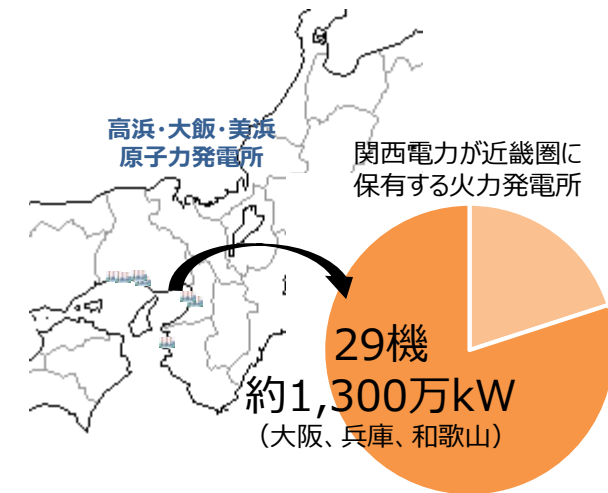 高浜・大飯・美浜
原子力発電所
関西電力が近畿圏に
保有する火力発電所
29機
約1,300万kW
（大阪、兵庫、和歌山）